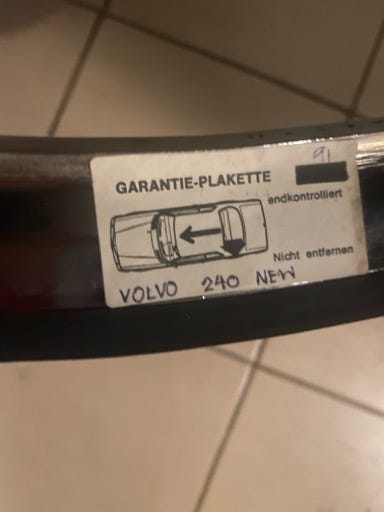 91
GARANTIE-PLAKETTE
endkontrolliert
Nicht entfernen
VOLVO 240 NEW